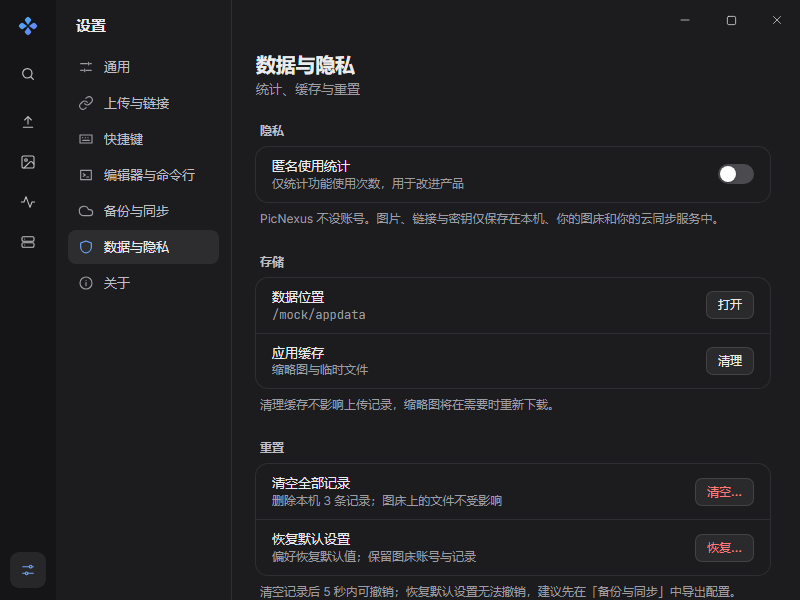 设置
通用
上传与链接
快捷键
编辑器与命令行
备份与同步
数据与隐私
关于
数据与隐私
统计、缓存与重置
隐私
匿名使用统计
仅统计功能使用次数，用于改进产品
PicNexus 不设账号。图片、链接与密钥仅保存在本机、你的图床和你的云同步服务中。
存储
数据位置
/mock/appdata
打开
应用缓存
缩略图与临时文件
清理
清理缓存不影响上传记录，缩略图将在需要时重新下载。
重置
清空全部记录
删除本机 3 条记录；图床上的文件不受影响
清空...
恢复默认设置
偏好恢复默认值；保留图床账号与记录
恢复...
清空记录后 5 秒内可撤销；恢复默认设置无法撤销，建议先在「备份与同步」中导出配置。